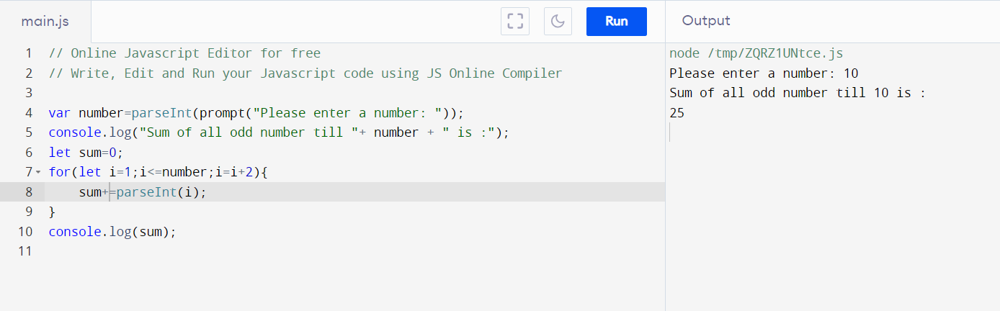 main.js
Run
Output
1 // Online Javascript Editor for free
2 // Write, Edit and Run your Javascript code using JS Online Compiler
3
4 var number=parseInt(prompt("Please enter a number: "));
5 console.log("Sum of all odd number till "+ number + " is :");
6 let sum=0;
7 for(let i=1;i<=number;i=i+2){
8     sum+=parseInt(i);
9 }
10 console.log(sum);
11
node /tmp/ZQRZ1UNtce.js
Please enter a number: 10
Sum of all odd number till 10 is :
25